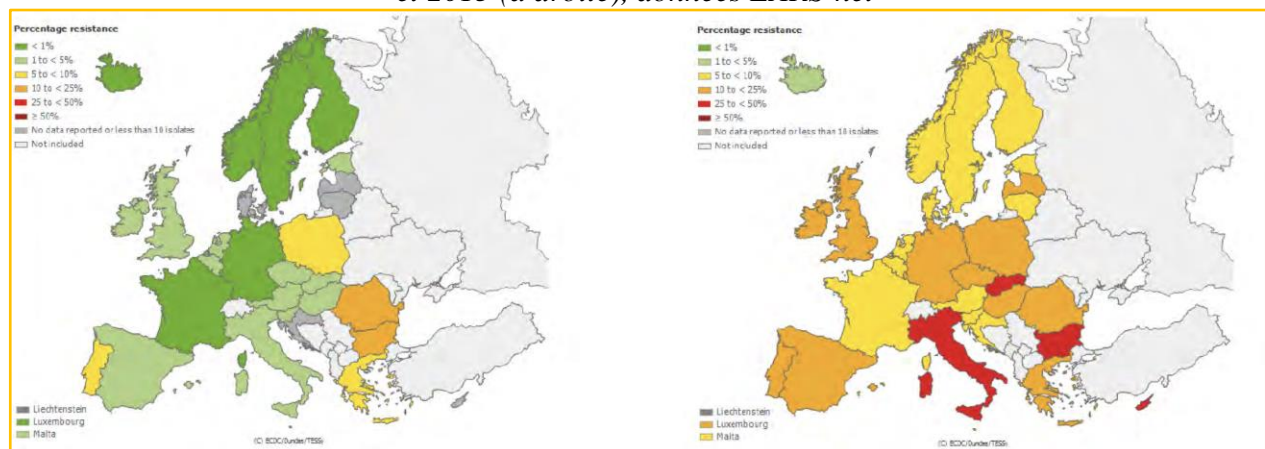 Percentage resistance
< 1%
1 to < 5%
5 to < 10%
10 to < 25%
25 to < 50%
≥ 50%
No data reported or less than 10 isolates
Not included
Liechtenstein
Luxembourg
Malta
(C) ECDC/Dundas/TESSy
Percentage resistance
< 1%
1 to < 5%
5 to < 10%
10 to < 25%
25 to < 50%
≥ 50%
No data reported or less than 10 isolates
Not included
Liechtenstein
Luxembourg
Malta
(C) ECDC/Dundas/TESSy